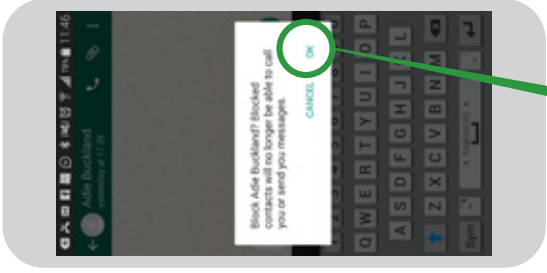 78% 11:46
Adie Buckland
yesterday at 17:29
Block Adie Buckland? Blocked
contacts will no longer be able to call
you or send you messages.
CANCEL OK
Q W E R T Y U I O P
A S D F G H J K L
Z X C V B N M
Sym